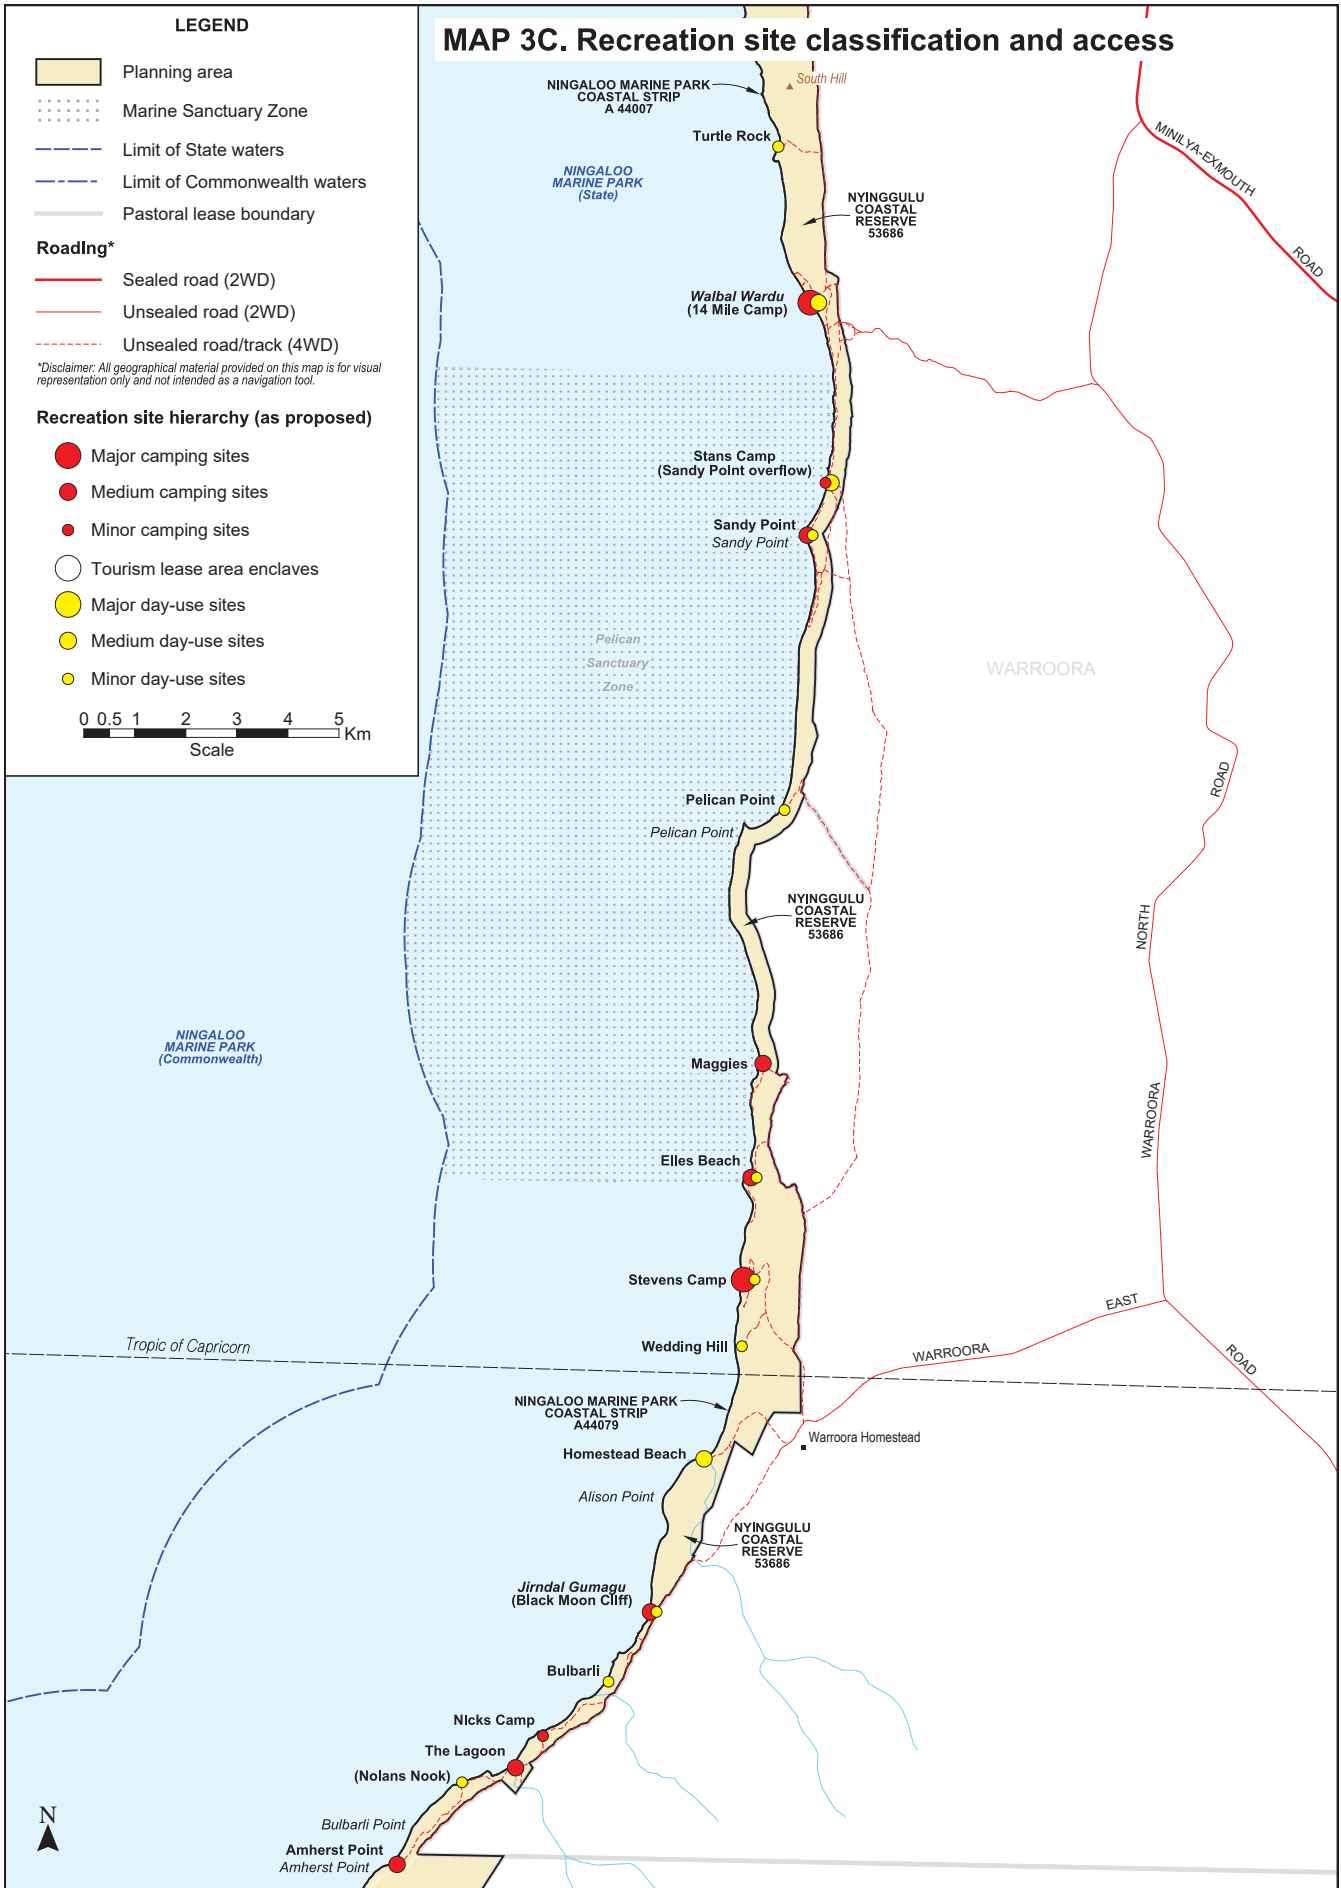 LEGEND
Planning area
Marine Sanctuary Zone
Limit of State waters
Limit of Commonwealth waters
Pastoral lease boundary
Roading*
Sealed road (2WD)
Unsealed road (2WD)
Unsealed road/track (4WD)
*Disclaimer: All geographical material provided on this map is for visual
representation only and not intended as a navigation tool.
Recreation site hierarchy (as proposed)
Major camping sites
Medium camping sites
Minor camping sites
Tourism lease area enclaves
Major day-use sites
Medium day-use sites
Minor day-use sites
0 0.5 1 2 3 4 5
Km
Scale
MAP 3C. Recreation site classification and access
South Hill
NINGALOO MARINE PARK
COASTAL STRIP
A 44007
Turtle Rock
MINILYA-EXMOUTH
ROAD
NINGALOO
MARINE PARK
(State)
NYINGGULU
COASTAL
RESERVE
53686
Walbal Wardu
(14 Mile Camp)
Stans Camp
(Sandy Point overflow)
Sandy Point
Sandy Point
Pelican
Sanctuary
Zone
WARROORA
ROAD
Pelican Point
Pelican Point
NYINGGULU
COASTAL
RESERVE
53686
NORTH
NINGALOO
MARINE PARK
(Commonwealth)
Maggies
WARROORA
Elles Beach
Stevens Camp
EAST
Tropic of Capricorn
Wedding Hill
WARROORA
ROAD
NINGALOO MARINE PARK
COASTAL STRIP
A44079
Warroora Homestead
Homestead Beach
Alison Point
NYINGGULU
COASTAL
RESERVE
53686
Jirndal Gumagu
(Black Moon Cliff)
Bulbarli
Nicks Camp
The Lagoon
(Nolans Nook)
N
Bulbarli Point
Amherst Point
Amherst Point